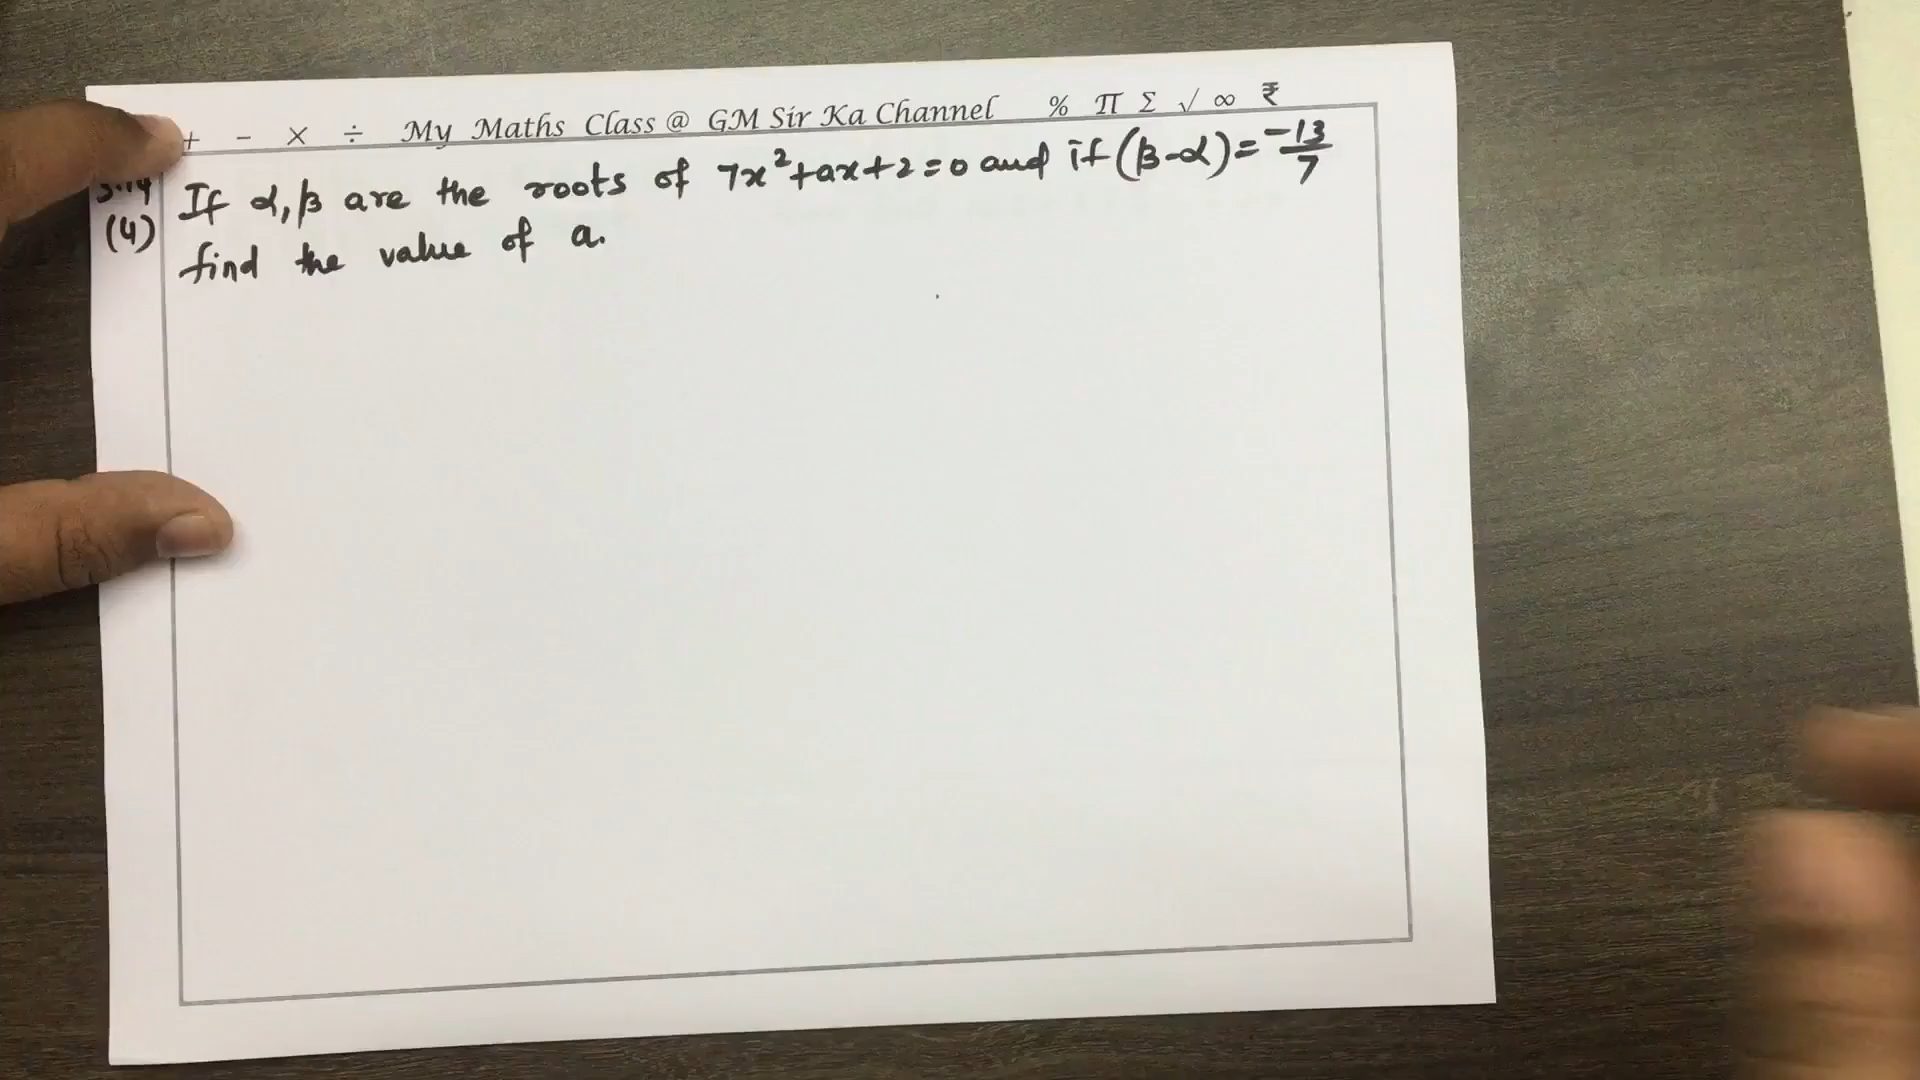 + - × ÷ My Maths Class @ GM Sir Ka Channel % Π Σ √ ∞ ₹
If α, β are the roots of 7x²+ax+2=0 and if (β-α)= -13/7
(4) find the value of a.